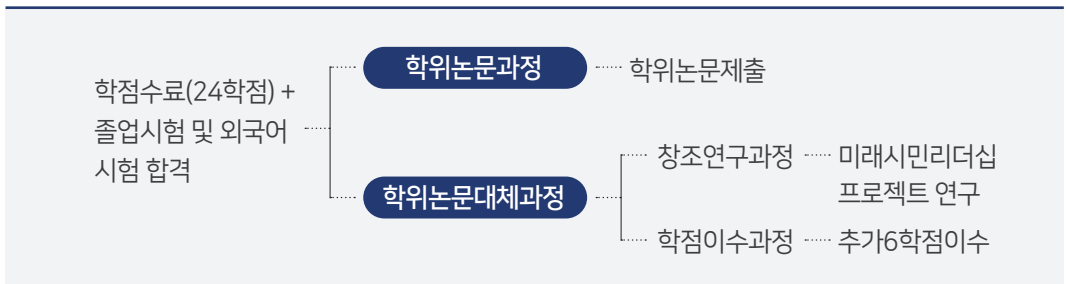 학점수료(24학점) +
졸업시험 및 외국어
시험 합격
학위논문과정
학위논문제출
학위논문대체과정
창조연구과정
미래시민리더십
프로젝트 연구
학점이수과정
추가6학점이수